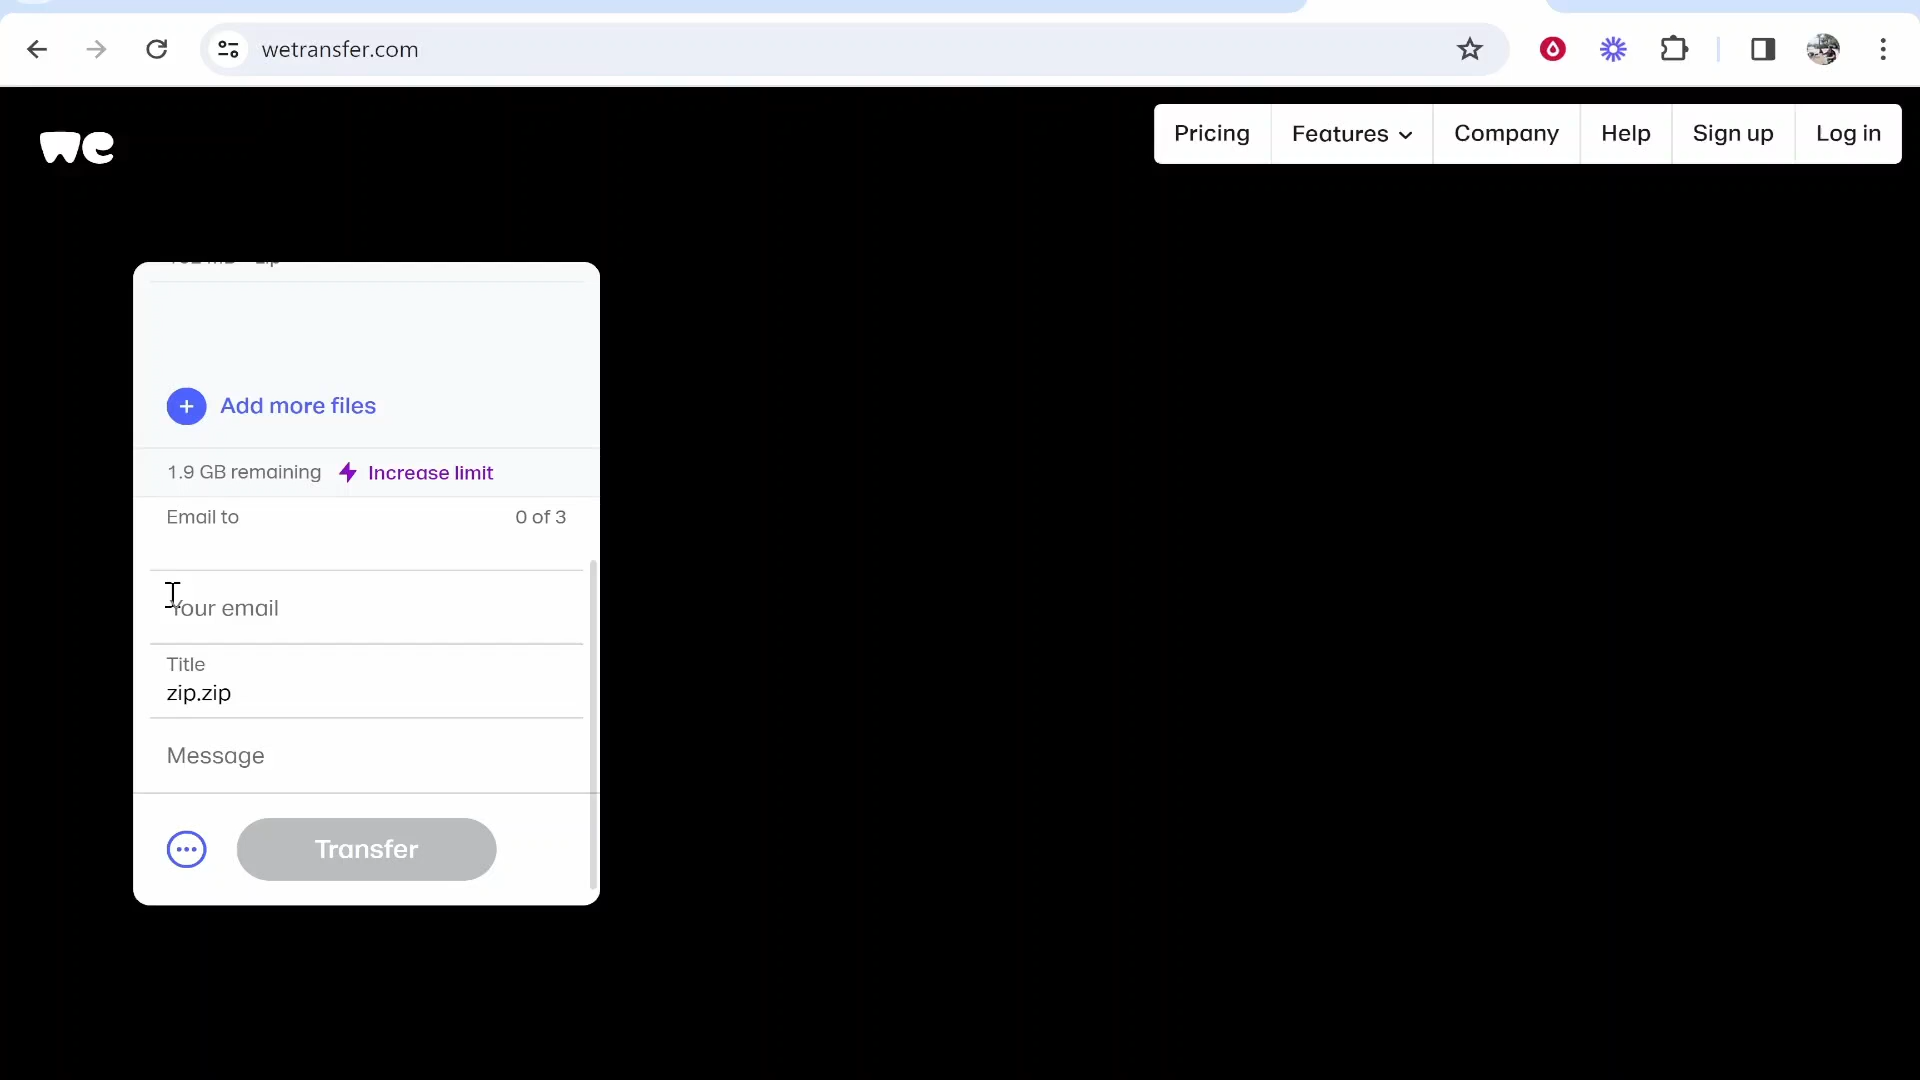 wetransfer.com
we
Pricing
Features
Company
Help
Sign up
Log in
Add more files
1.9 GB remaining
Increase limit
Email to
0 of 3
Your email
Title
zip.zip
Message
Transfer